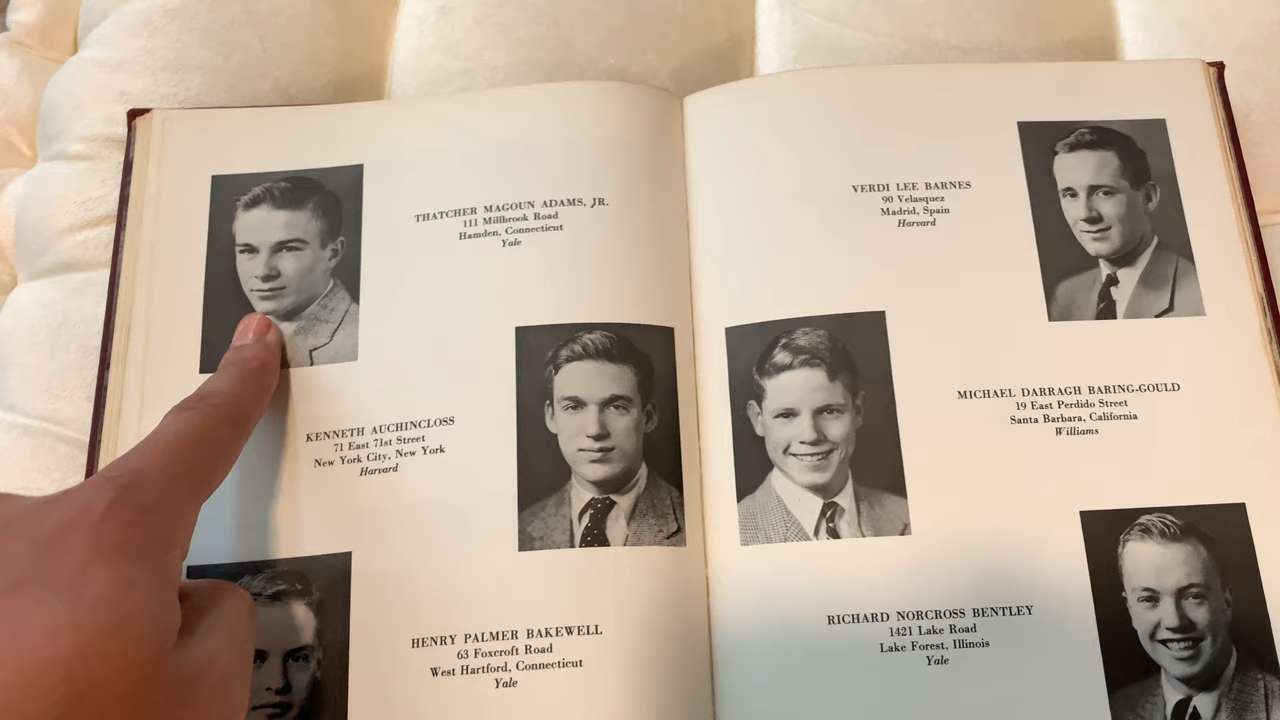 THATCHER MAGOUN ADAMS, JR.
111 Millbrook Road
Hamden, Connecticut
Yale
KENNETH AUCHINCLOSS
71 East 71st Street
New York City, New York
Harvard
HENRY PALMER BAKEWELL
63 Foxcroft Road
West Hartford, Connecticut
Yale
VERDI LEE BARNES
90 Velasquez
Madrid, Spain
Harvard
MICHAEL DARRAGH BARING-GOULD
19 East Perdido Street
Santa Barbara, California
Williams
RICHARD NORCROSS BENTLEY
1421 Lake Road
Lake Forest, Illinois
Yale